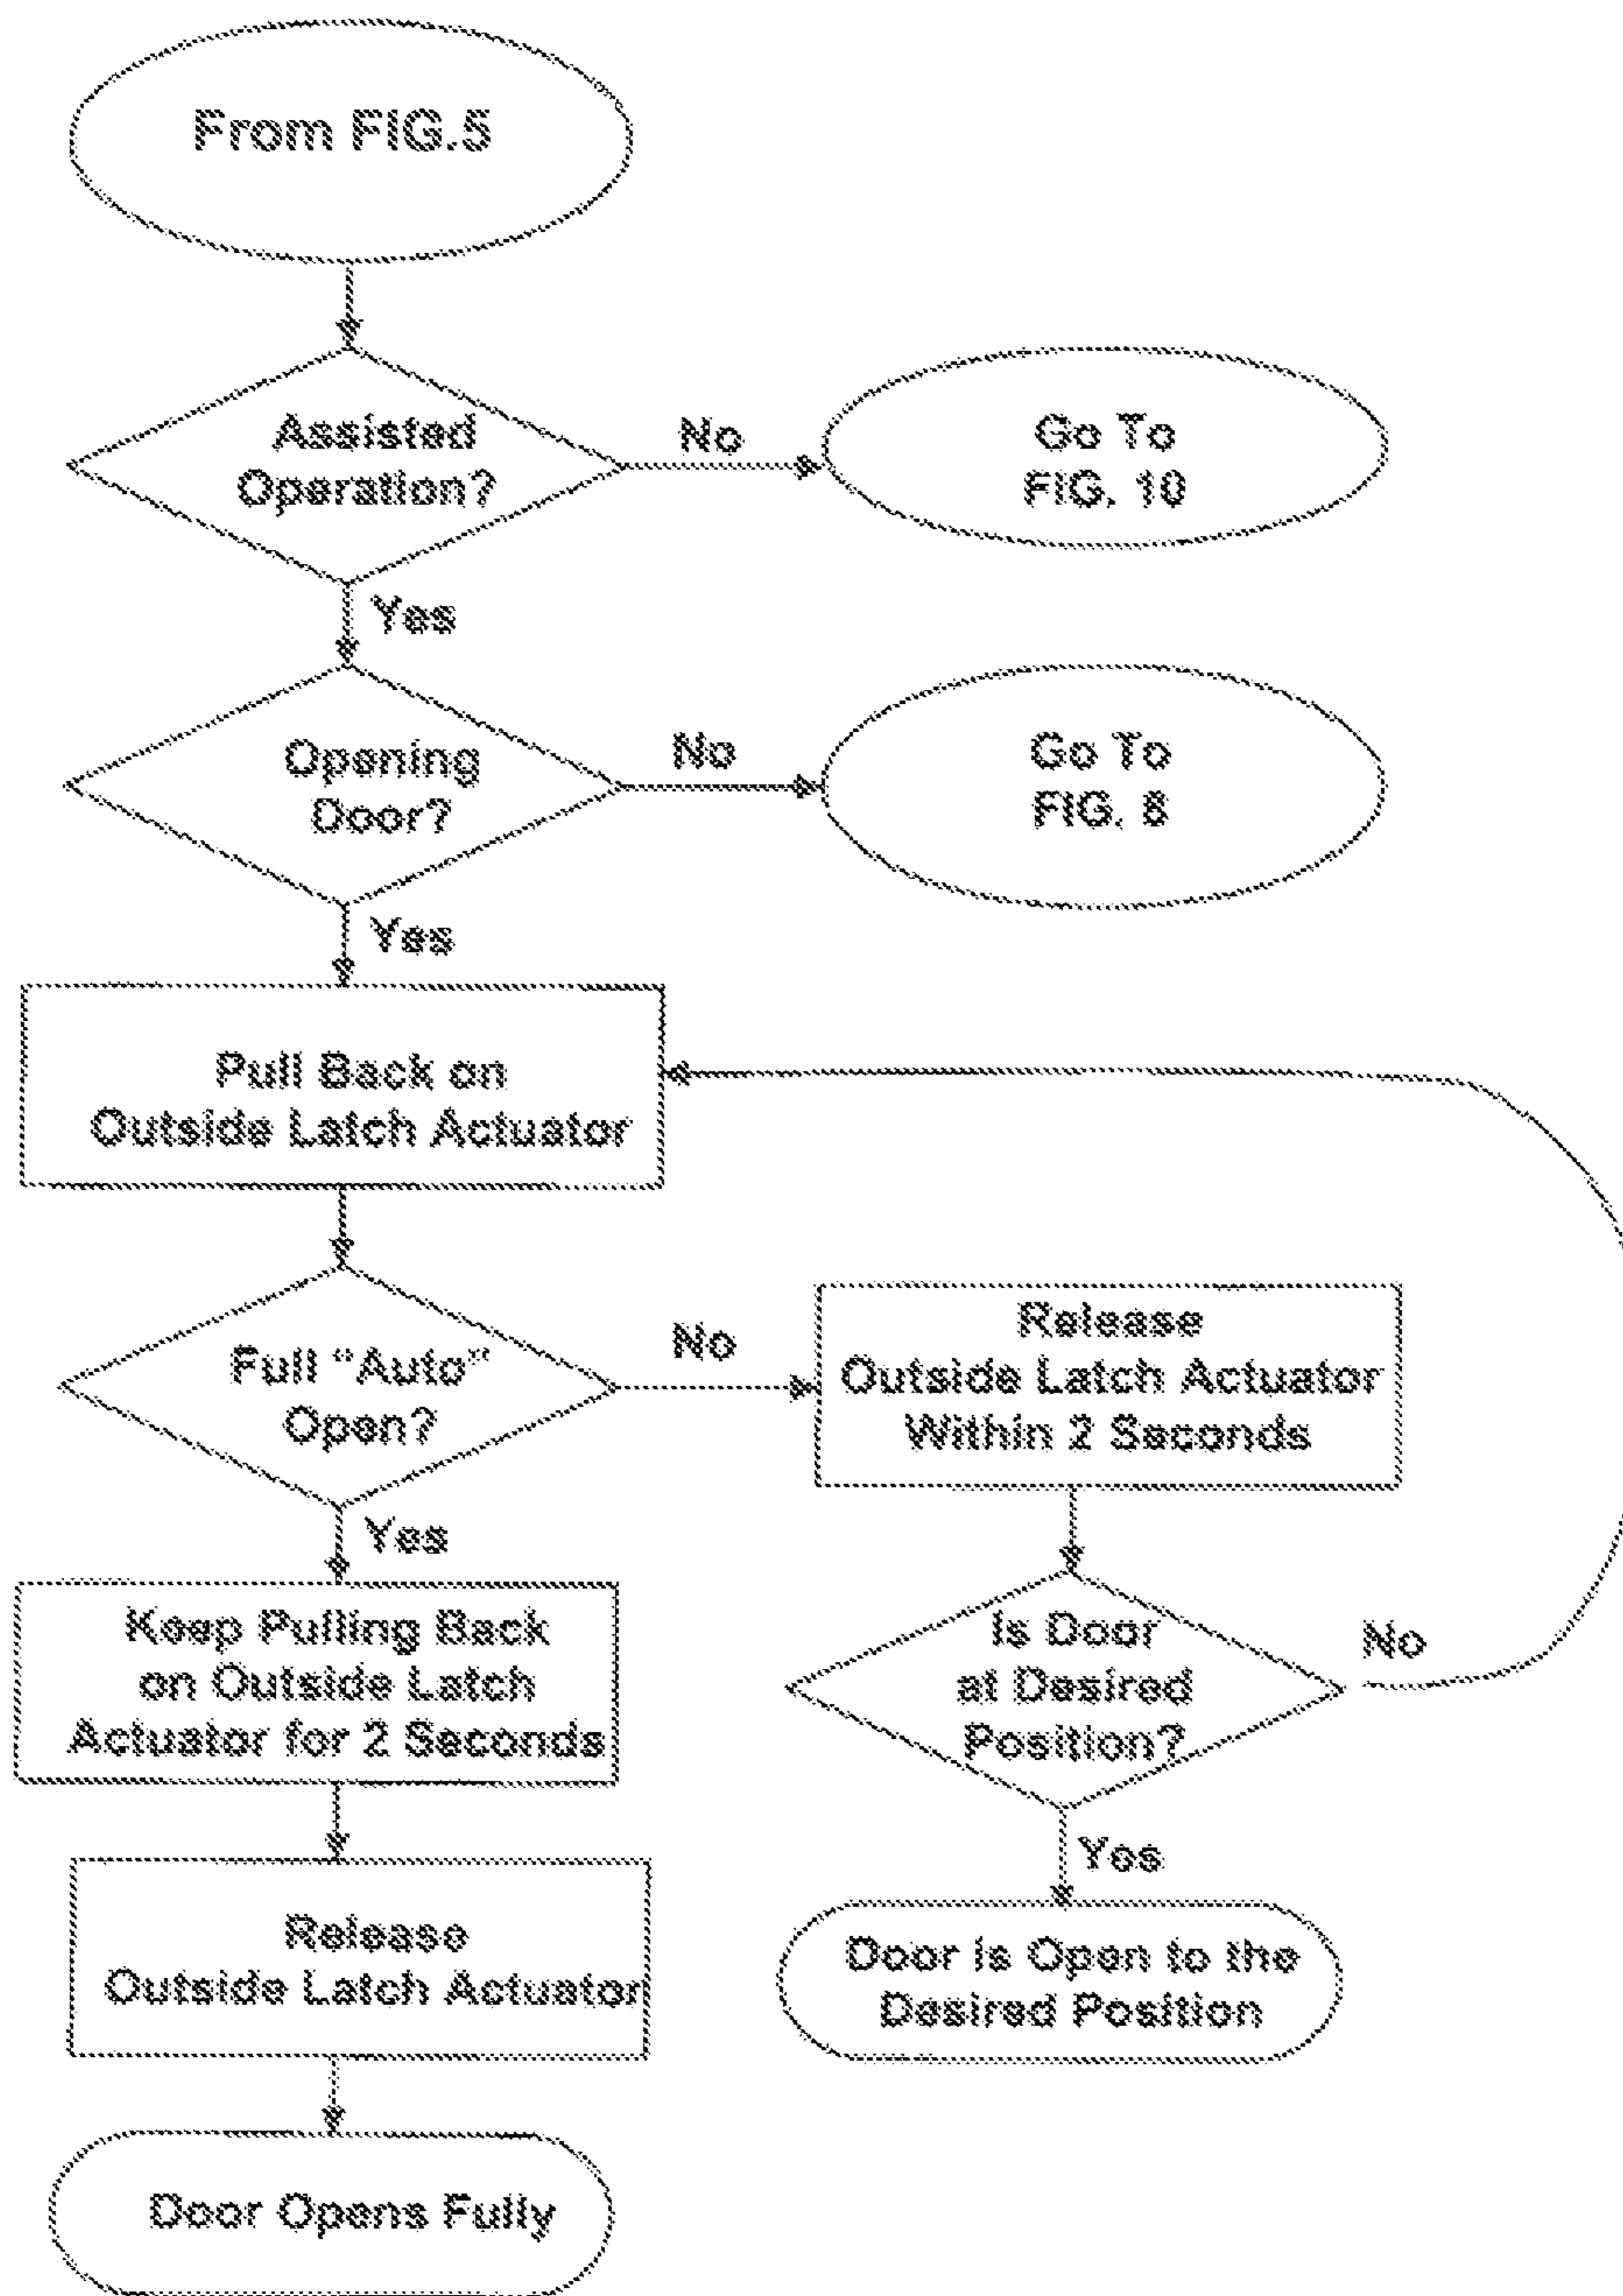 From FIG.5
Assisted
Operation?
No
Go To
FIG. 10
Yes
Opening
Door?
No
Go To
FIG. 8
Yes
Pull Back on
Outside Latch Actuator
Full “Auto”
Open?
No
Release
Outside Latch Actuator
Within 2 Seconds
Yes
Keep Pulling Back
on Outside Latch
Actuator for 2 Seconds
Is Door
at Desired
Position?
No
Yes
Release
Outside Latch Actuator
Door is Open to the
Desired Position
Door Opens Fully